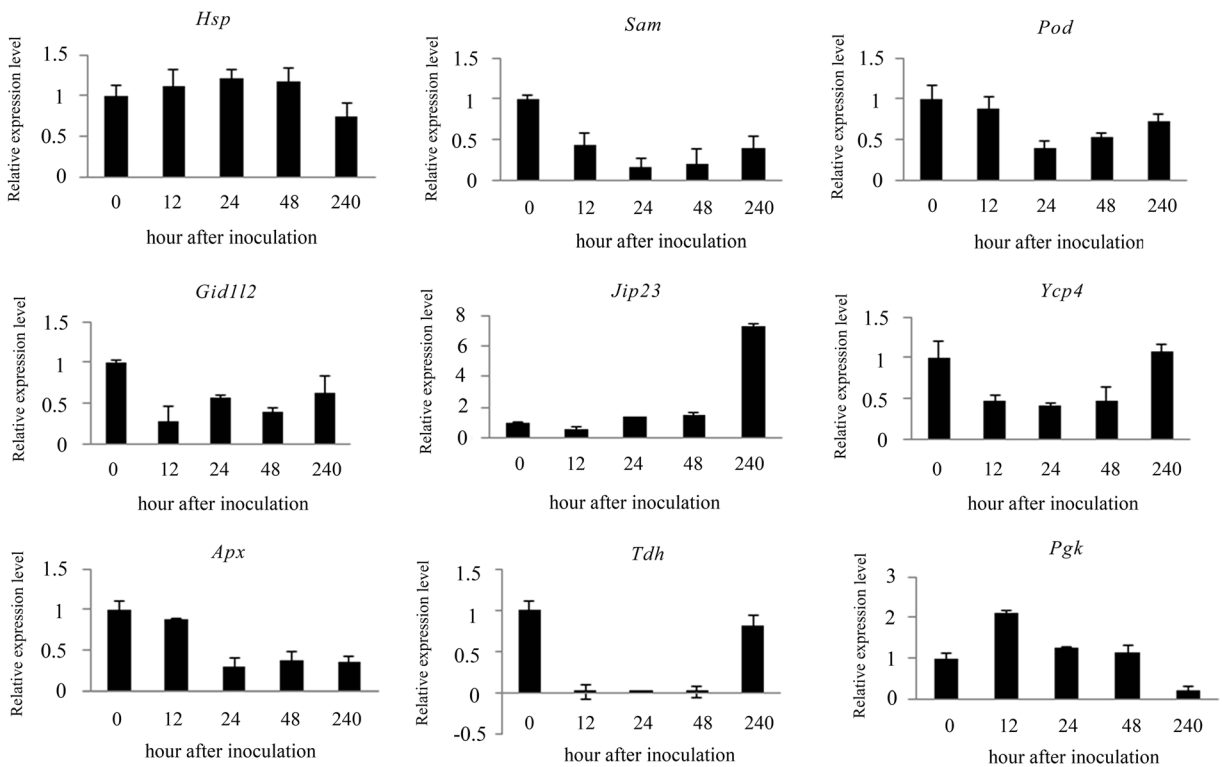 Hsp
Relative expression level
1.5
1
0.5
0
0 12 24 48 240
hour after inoculation
Sam
Relative expression level
1.5
1
0.5
0
0 12 24 48 240
hour after inoculation
Pod
Relative expression level
1.5
1
0.5
0
0 12 24 48 240
hour after inoculation
Gid1l2
Relative expression level
1.5
1
0.5
0
0 12 24 48 240
hour after inoculation
Jip23
Relative expression level
8
6
4
2
0
0 12 24 48 240
hour after inoculation
Ycp4
Relative expression level
1.5
1
0.5
0
0 12 24 48 240
hour after inoculation
Apx
Relative expression level
1.5
1
0.5
0
0 12 24 48 240
hour after inoculation
Tdh
Relative expression level
1.5
1
0.5
0
-0.5
0 12 24 48 240
hour after inoculation
Pgk
Relative expression level
3
2
1
0
0 12 24 48 240
hour after inoculation